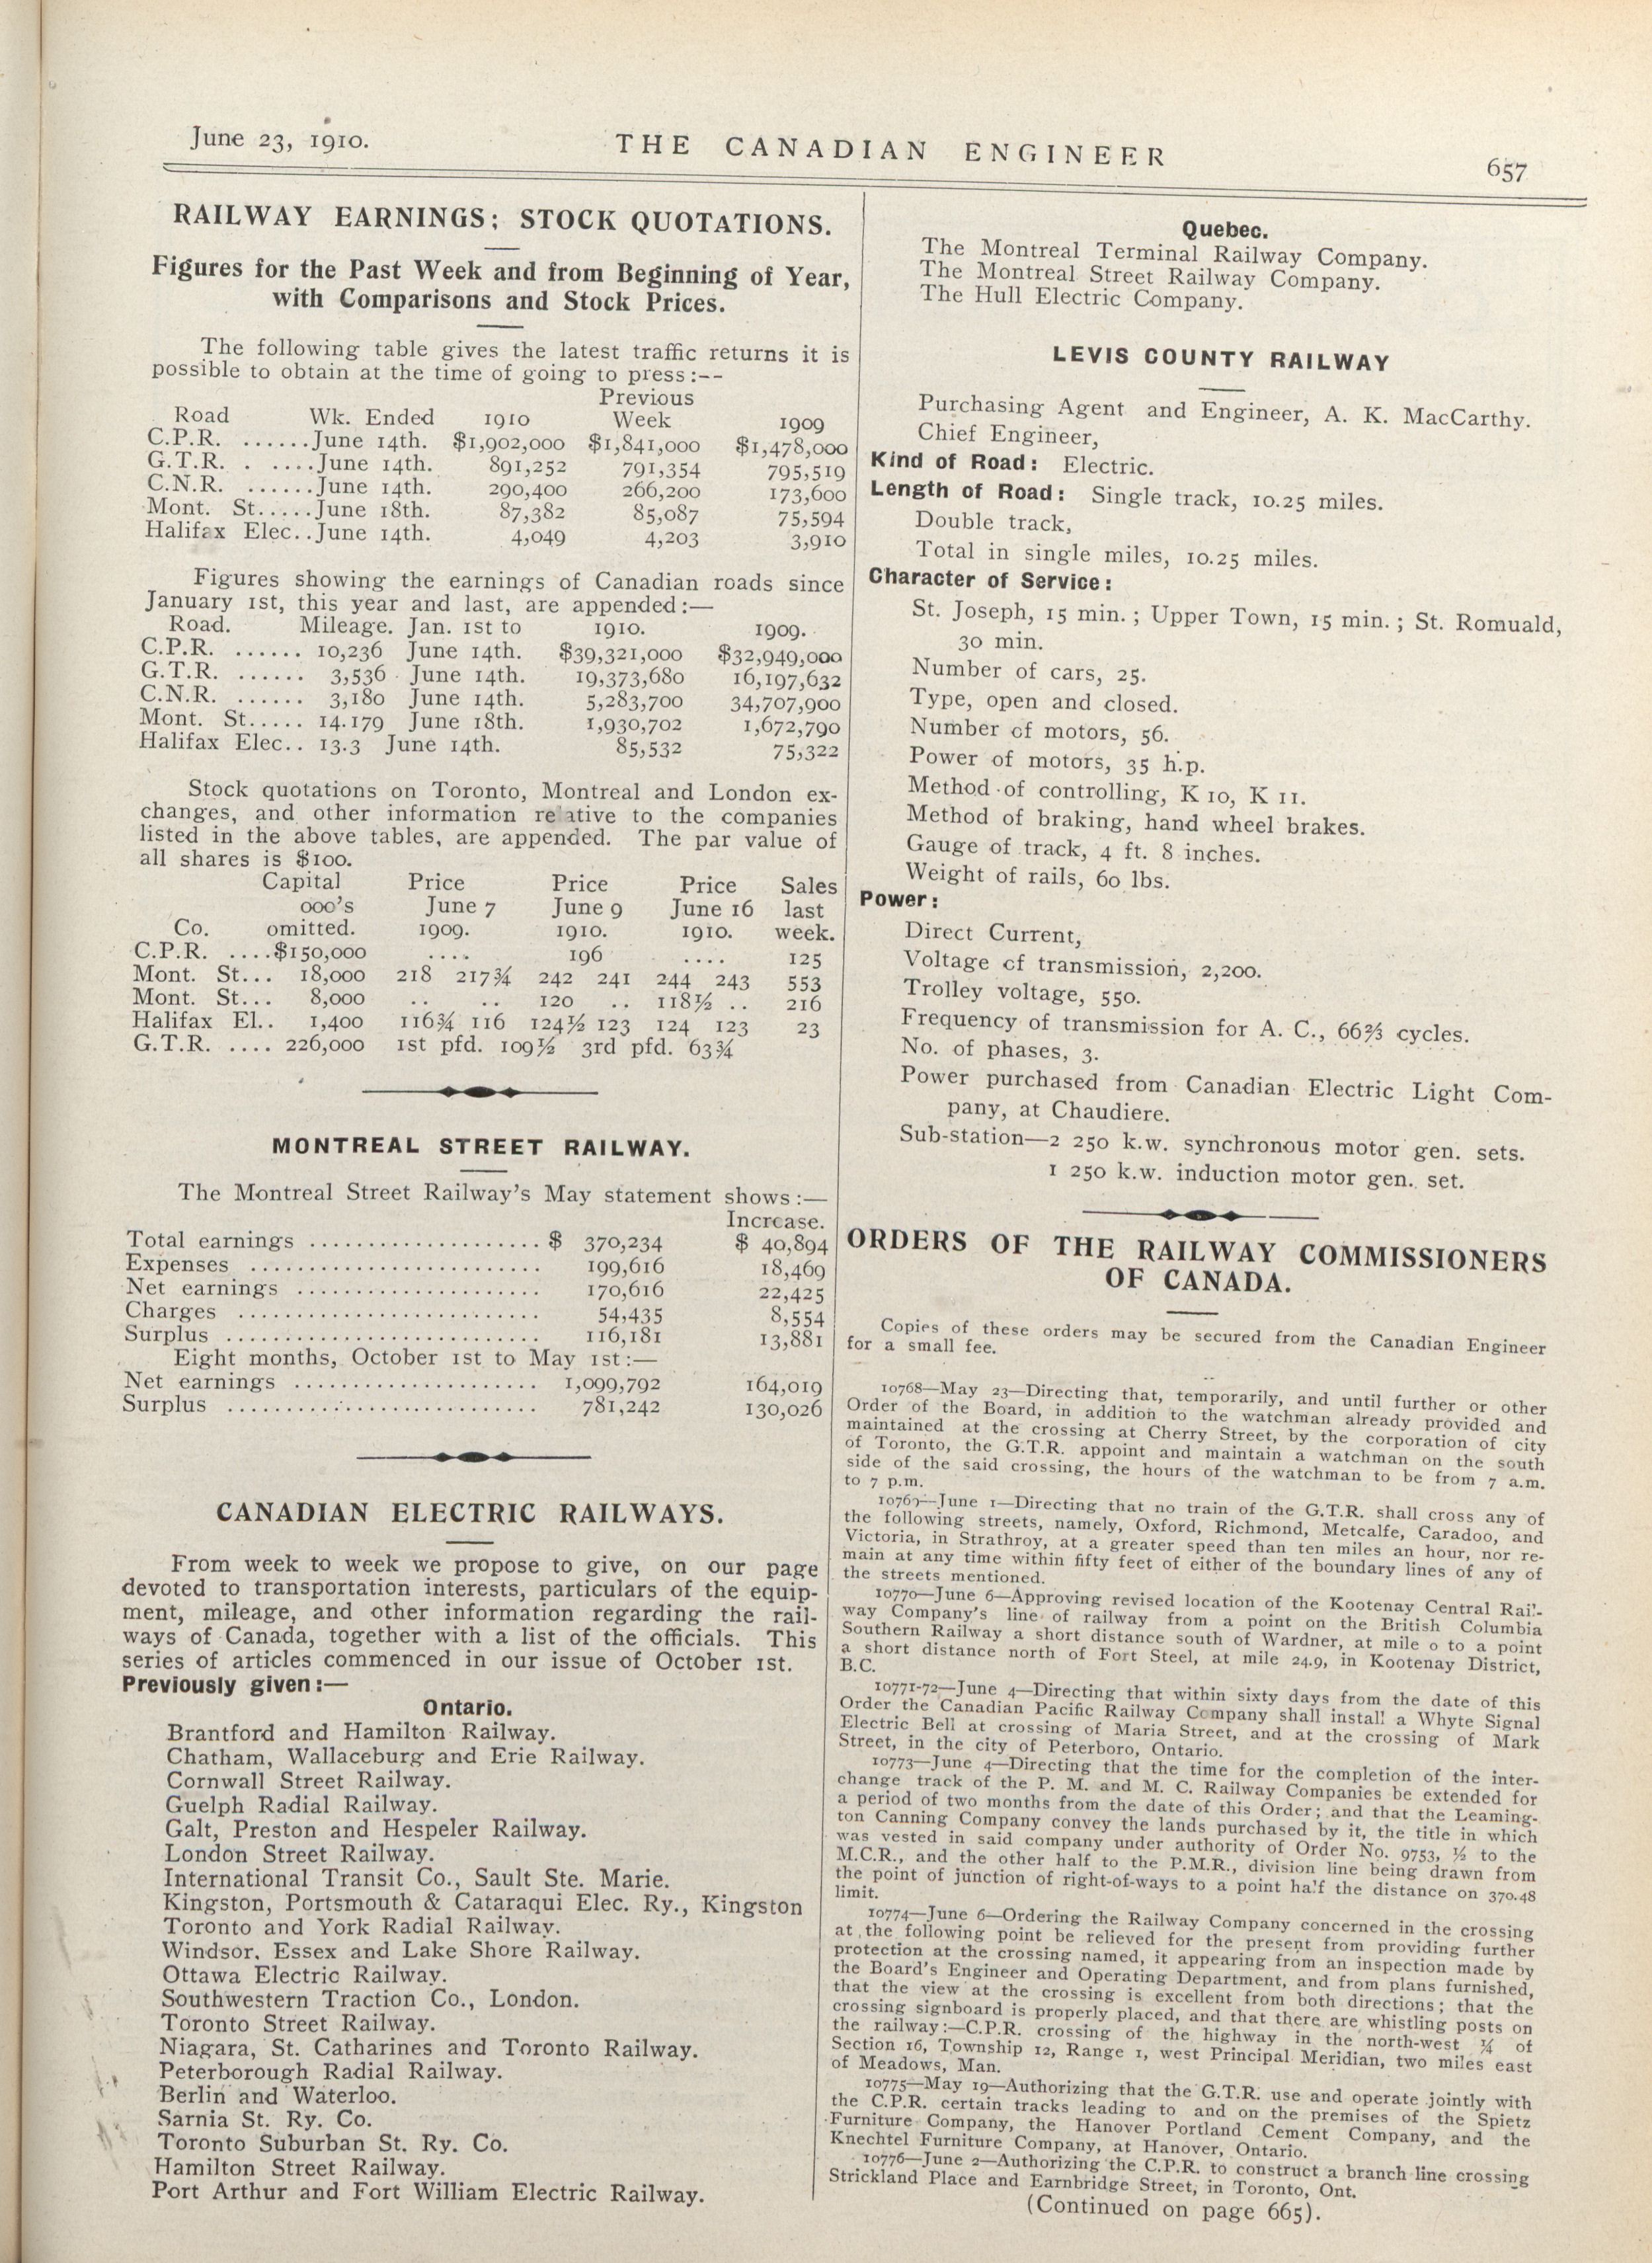 June 23, 1910.
THE CANADIAN ENGINEER
657
RAILWAY EARNINGS; STOCK QUOTATIONS.
Figures for the Past Week and from Beginning of Year,
with Comparisons and Stock Prices.
The following table gives the latest traffic returns it is
possible to obtain at the time of going to press:--
Previous
Road Wk. Ended 1910 Week 1909
C.P.R. ......June 14th. $1,902,000 $1,841,000 $1,478,000
G.T.R. . ....June 14th. 891,252 791,354 795,519
C.N.R. ......June 14th. 290,400 266,200 173,600
Mont. St.....June 18th. 87,382 85,087 75,594
Halifax Elec..June 14th. 4,049 4,203 3,910
Figures showing the earnings of Canadian roads since
January 1st, this year and last, are appended:—
Road. Mileage. Jan. 1st to 1910. 1909.
C.P.R. ...... 10,236 June 14th. $39,321,000 $32,949,000
G.T.R. ...... 3,536 June 14th. 19,373,680 16,197,632
C.N.R. ...... 3,180 June 14th. 5,283,700 34,707,900
Mont. St..... 14.179 June 18th. 1,930,702 1,672,790
Halifax Elec.. 13.3 June 14th. 85,532 75,322
Stock quotations on Toronto, Montreal and London ex-
changes, and other information relative to the companies
listed in the above tables, are appended. The par value of
all shares is $100.
Capital Price Price Price Sales
000's June 7 June 9 June 16 last
Co. omitted. 1909. 1910. 1910. week.
C.P.R. ....$150,000 .... 196 .... 125
Mont. St... 18,000 218 217¾ 242 241 244 243 553
Mont. St... 8,000 .. .. 120 .. 118½ .. 216
Halifax El.. 1,400 116¾ 116 124½ 123 124 123 23
G.T.R. .... 226,000 1st pfd. 109½ 3rd pfd. 63¾
MONTREAL STREET RAILWAY.
The Montreal Street Railway's May statement shows:—
Increase.
Total earnings ..................... $ 370,234 $ 40,894
Expenses ......................... 199,616 18,469
Net earnings ..................... 170,616 22,425
Charges .......................... 54,435 8,554
Surplus ........................... 116,181 13,881
Eight months, October 1st to May 1st:—
Net earnings ..................... 1,099,792 164,019
Surplus ........................... 781,242 130,026
CANADIAN ELECTRIC RAILWAYS.
From week to week we propose to give, on our page
devoted to transportation interests, particulars of the equip-
ment, mileage, and other information regarding the rail-
ways of Canada, together with a list of the officials. This
series of articles commenced in our issue of October 1st.
Previously given:—
Ontario.
Brantford and Hamilton Railway.
Chatham, Wallaceburg and Erie Railway.
Cornwall Street Railway.
Guelph Radial Railway.
Galt, Preston and Hespeler Railway.
London Street Railway.
International Transit Co., Sault Ste. Marie.
Kingston, Portsmouth & Cataraqui Elec. Ry., Kingston
Toronto and York Radial Railway.
Windsor, Essex and Lake Shore Railway.
Ottawa Electric Railway.
Southwestern Traction Co., London.
Toronto Street Railway.
Niagara, St. Catharines and Toronto Railway.
Peterborough Radial Railway.
Berlin and Waterloo.
Sarnia St. Ry. Co.
Toronto Suburban St. Ry. Co.
Hamilton Street Railway.
Port Arthur and Fort William Electric Railway.
Quebec.
The Montreal Terminal Railway Company.
The Montreal Street Railway Company.
The Hull Electric Company.
LEVIS COUNTY RAILWAY
Purchasing Agent and Engineer, A. K. MacCarthy.
Chief Engineer,
Kind of Road: Electric.
Length of Road: Single track, 10.25 miles.
Double track,
Total in single miles, 10.25 miles.
Character of Service:
St. Joseph, 15 min.; Upper Town, 15 min.; St. Romuald,
30 min.
Number of cars, 25.
Type, open and closed.
Number of motors, 56.
Power of motors, 35 h.p.
Method of controlling, K 10, K 11.
Method of braking, hand wheel brakes.
Gauge of track, 4 ft. 8 inches.
Weight of rails, 60 lbs.
Power:
Direct Current,
Voltage of transmission, 2,200.
Trolley voltage, 550.
Frequency of transmission for A. C., 66⅔ cycles.
No. of phases, 3.
Power purchased from Canadian Electric Light Com-
pany, at Chaudiere.
Sub-station—2 250 k.w. synchronous motor gen. sets.
1 250 k.w. induction motor gen. set.
ORDERS OF THE RAILWAY COMMISSIONERS
OF CANADA.
Copies of these orders may be secured from the Canadian Engineer
for a small fee.
10768—May 23—Directing that, temporarily, and until further or other
Order of the Board, in addition to the watchman already provided and
maintained at the crossing at Cherry Street, by the corporation of city
of Toronto, the G.T.R. appoint and maintain a watchman on the south
side of the said crossing, the hours of the watchman to be from 7 a.m.
to 7 p.m.
10769—June 1—Directing that no train of the G.T.R. shall cross any of
the following streets, namely, Oxford, Richmond, Metcalfe, Caradoo, and
Victoria, in Strathroy, at a greater speed than ten miles an hour, nor re-
main at any time within fifty feet of either of the boundary lines of any of
the streets mentioned.
10770—June 6—Approving revised location of the Kootenay Central Rail-
way Company's line of railway from a point on the British Columbia
Southern Railway a short distance south of Wardner, at mile 0 to a point
a short distance north of Fort Steel, at mile 24.9, in Kootenay District,
B.C.
10771-72—June 4—Directing that within sixty days from the date of this
Order the Canadian Pacific Railway Company shall install a Whyte Signal
Electric Bell at crossing of Maria Street, and at the crossing of Mark
Street, in the city of Peterboro, Ontario.
10773—June 4—Directing that the time for the completion of the inter-
change track of the P. M. and M. C. Railway Companies be extended for
a period of two months from the date of this Order; and that the Leaming-
ton Canning Company convey the lands purchased by it, the title in which
was vested in said company under authority of Order No. 9753, ½ to the
M.C.R., and the other half to the P.M.R., division line being drawn from
the point of junction of right-of-ways to a point half the distance on 370.48
limit.
10774—June 6—Ordering the Railway Company concerned in the crossing
at the following point be relieved for the present from providing further
protection at the crossing named, it appearing from an inspection made by
the Board's Engineer and Operating Department, and from plans furnished,
that the view at the crossing is excellent from both directions; that the
crossing signboard is properly placed, and that there are whistling posts on
the railway:—C.P.R. crossing of the highway in the north-west ¼ of
Section 16, Township 12, Range 1, west Principal Meridian, two miles east
of Meadows, Man.
10775—May 19—Authorizing that the G.T.R. use and operate jointly with
the C.P.R. certain tracks leading to and on the premises of the Spietz
Furniture Company, the Hanover Portland Cement Company, and the
Knechtel Furniture Company, at Hanover, Ontario.
10776—June 2—Authorizing the C.P.R. to construct a branch line crossing
Strickland Place and Earnbridge Street, in Toronto, Ont.
(Continued on page 665).